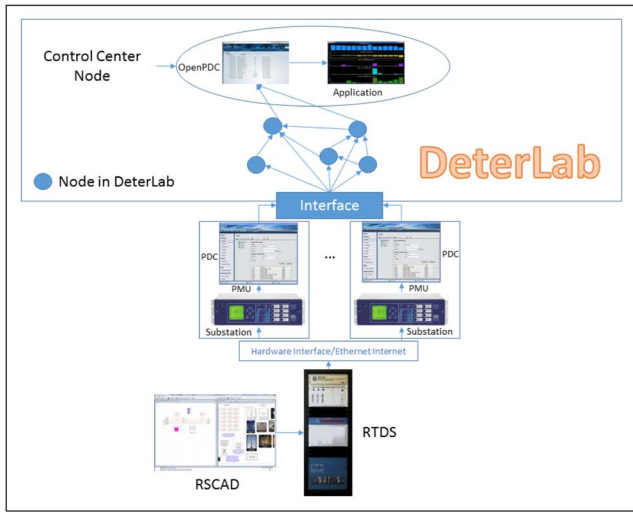 Control Center
Node
OpenPDC
Application
DeterLab
Node in DeterLab
Interface
PDC
PMU
Substation
...
PDC
PMU
Substation
Hardware Interface/Ethernet Internet
RSCAD
RTDS